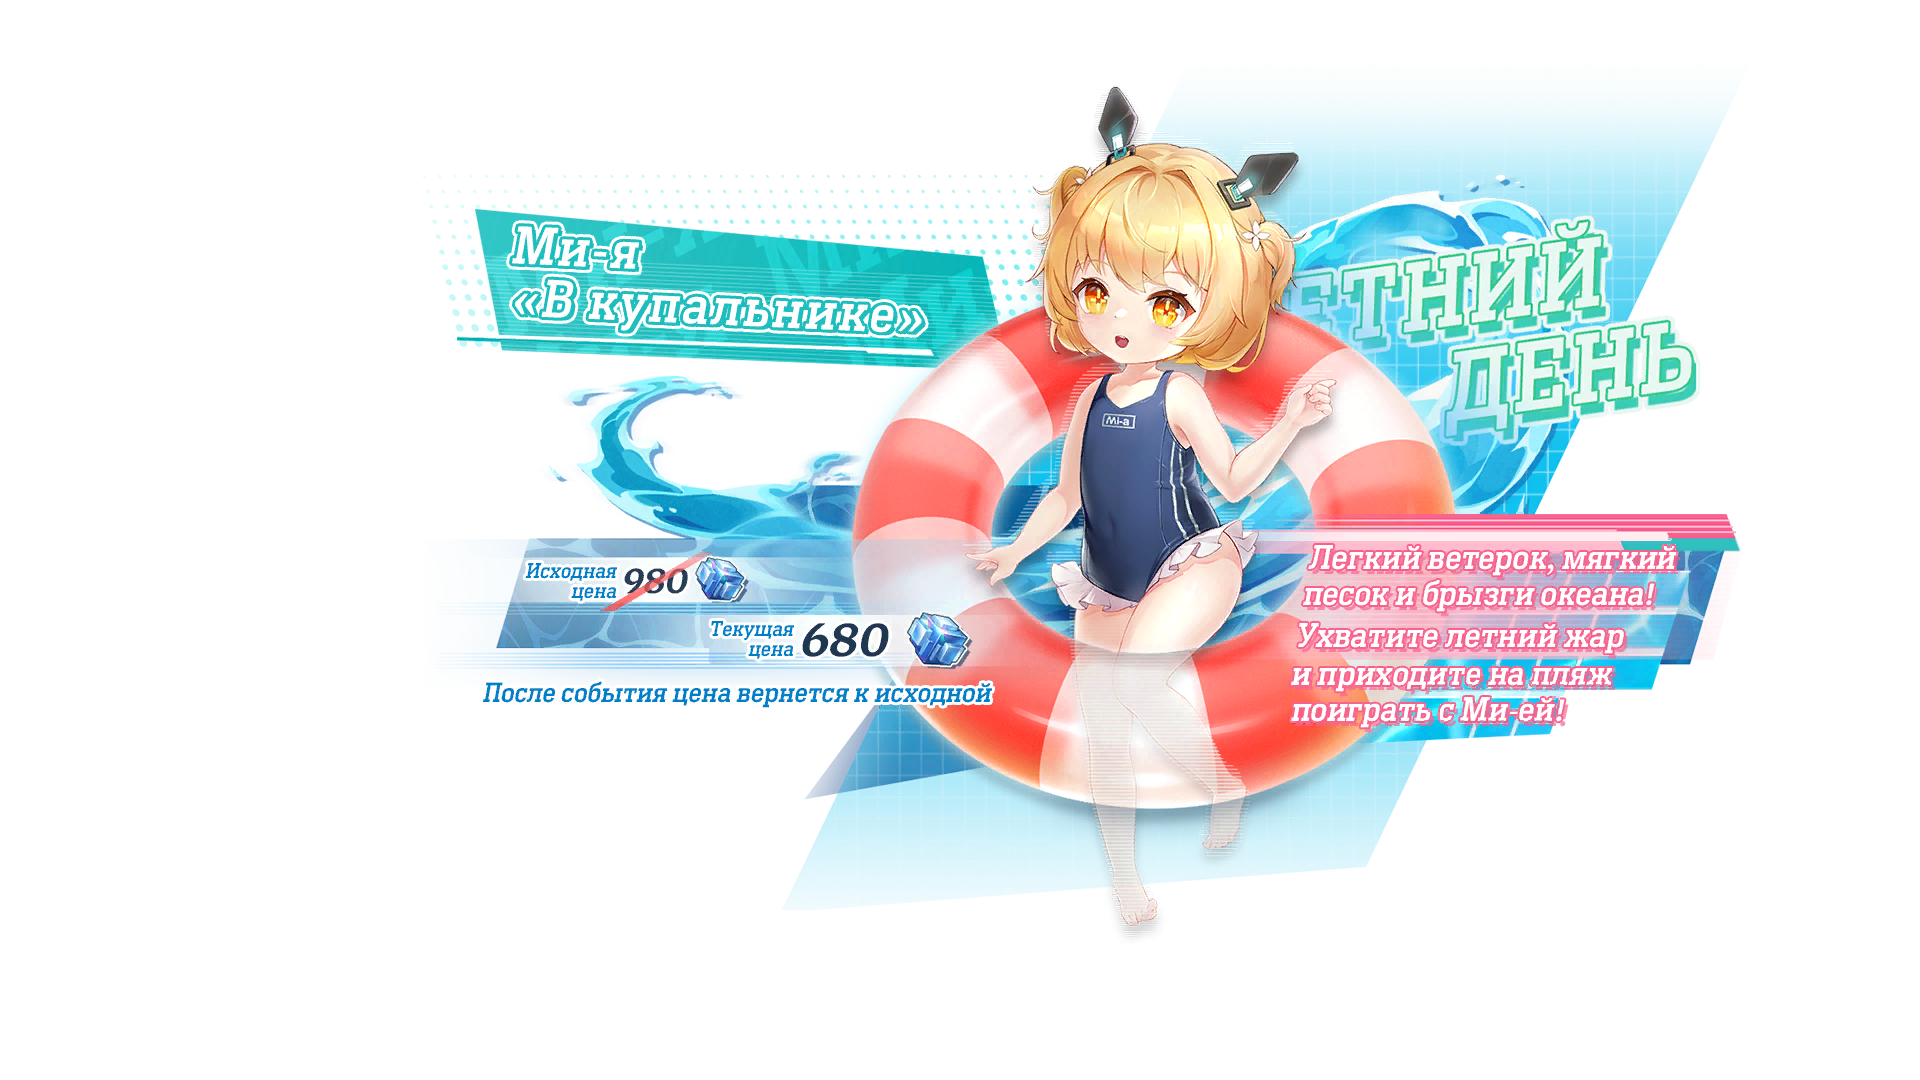 Ми-я
«В купальнике»
ЕТНИЙ
ДЕНЬ
Mi-a
Исходная
цена 980
Текущая
цена 680
После события цена вернется к исходной
Легкий ветерок, мягкий
песок и брызги океана!
Ухватите летний жар
и приходите на пляж
поиграть с Ми-ей!